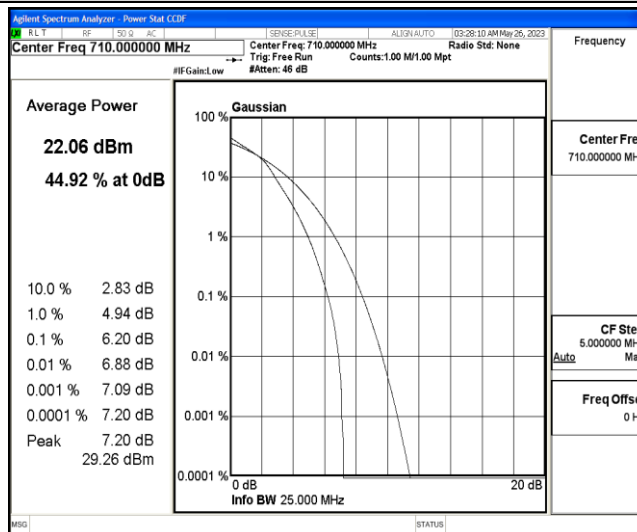 Agilent Spectrum Analyzer - Power Stat CCDF
RLT RF 50 Ω AC SENSE:PULSE ALIGN AUTO 03:28:10 AM May 26, 2023
Center Freq 710.000000 MHz
Center Freq: 710.000000 MHz Radio Std: None
Trig: Free Run Counts:1.00 M/1.00 Mpt
#IFGain:Low #Atten: 46 dB
Frequency
Average Power
22.06 dBm
44.92 % at 0dB
10.0 % 2.83 dB
1.0 % 4.94 dB
0.1 % 6.20 dB
0.01 % 6.88 dB
0.001 % 7.09 dB
0.0001 % 7.20 dB
Peak 7.20 dB
29.26 dBm
Gaussian
100 %
10 %
1 %
0.1 %
0.01 %
0.001 %
0.0001 %
0 dB 20 dB
Info BW 25.000 MHz
Center Fre
710.000000 MH
CF Ste
5.000000 MH
Auto Ma
Freq Offse
0 H
MSG STATUS